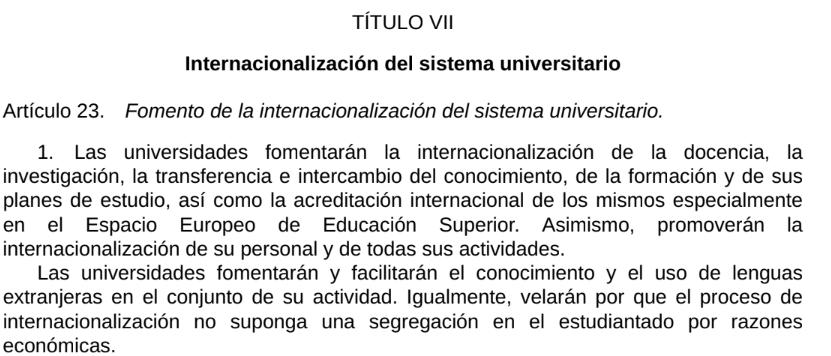 TÍTULO VII
Internacionalización del sistema universitario
Artículo 23. Fomento de la internacionalización del sistema universitario.
1. Las universidades fomentarán la internacionalización de la docencia, la
investigación, la transferencia e intercambio del conocimiento, de la formación y de sus
planes de estudio, así como la acreditación internacional de los mismos especialmente
en el Espacio Europeo de Educación Superior. Asimismo, promoverán la
internacionalización de su personal y de todas sus actividades.
Las universidades fomentarán y facilitarán el conocimiento y el uso de lenguas
extranjeras en el conjunto de su actividad. Igualmente, velarán por que el proceso de
internacionalización no suponga una segregación en el estudiantado por razones
económicas.